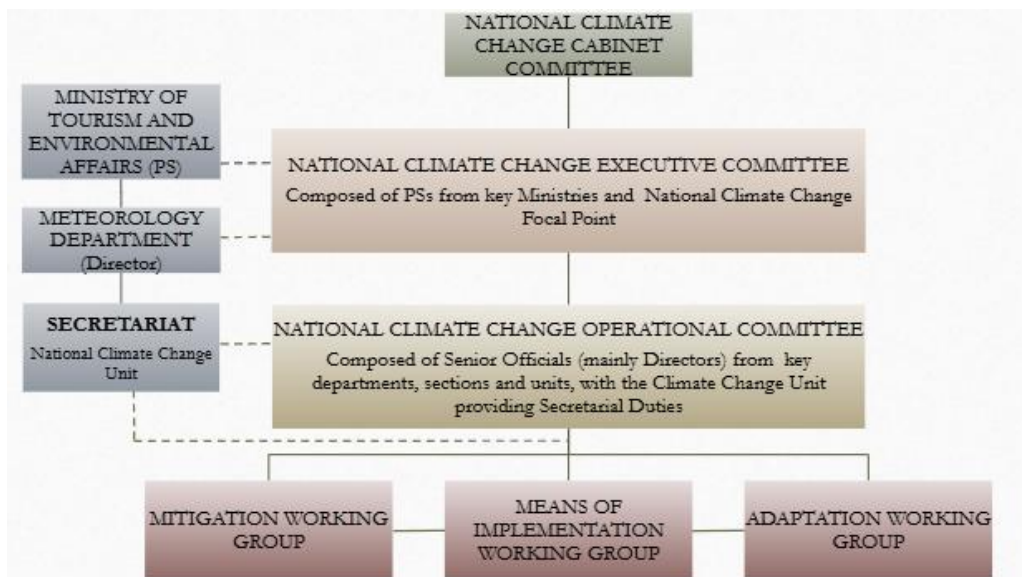 NATIONAL CLIMATE
CHANGE CABINET
COMMITTEE
MINISTRY OF
TOURISM AND
ENVIRONMENTAL
AFFAIRS (PS)
NATIONAL CLIMATE CHANGE EXECUTIVE COMMITTEE
Composed of PSs from key Ministries and National Climate Change
Focal Point
METEOROLOGY
DEPARTMENT
(Director)
SECRETARIAT
National Climate Change
Unit
NATIONAL CLIMATE CHANGE OPERATIONAL COMMITTEE
Composed of Senior Officials (mainly Directors) from key
departments, sections and units, with the Climate Change Unit
providing Secretarial Duties
MITIGATION WORKING
GROUP
MEANS OF
IMPLEMENTATION
WORKING GROUP
ADAPTATION WORKING
GROUP